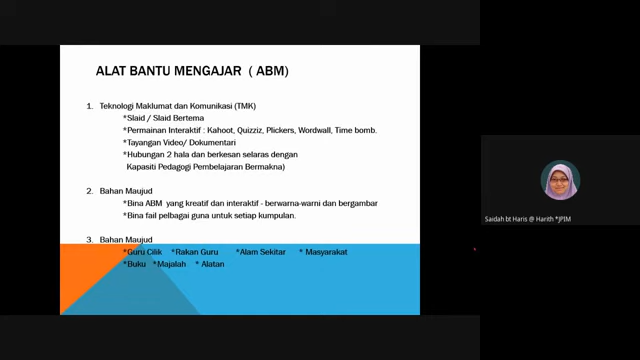 ALAT BANTU MENGAJAR ( ABM)
1. Teknologi Maklumat dan Komunikasi (TMK)
*Slaid / Slaid Bertema
*Permainan Interaktif : Kahoot, Quizziz, Plickers, Wordwall, Time bomb.
*Tayangan Video/ Dokumentari
*Hubungan 2 hala dan berkesan selaras dengan
Kapasiti Pedagogi Pembelajaran Bermakna)
2. Bahan Maujud
*Bina ABM yang kreatif dan interaktif - berwarna-warni dan bergambar
*Bina fail pelbagai guna untuk setiap kumpulan.
3. Bahan Maujud
*Guru Cilik *Rakan Guru *Alam Sekitar * Masyarakat
*Buku *Majalah * Alatan
Saidah bt Haris @ Harith *JPIM